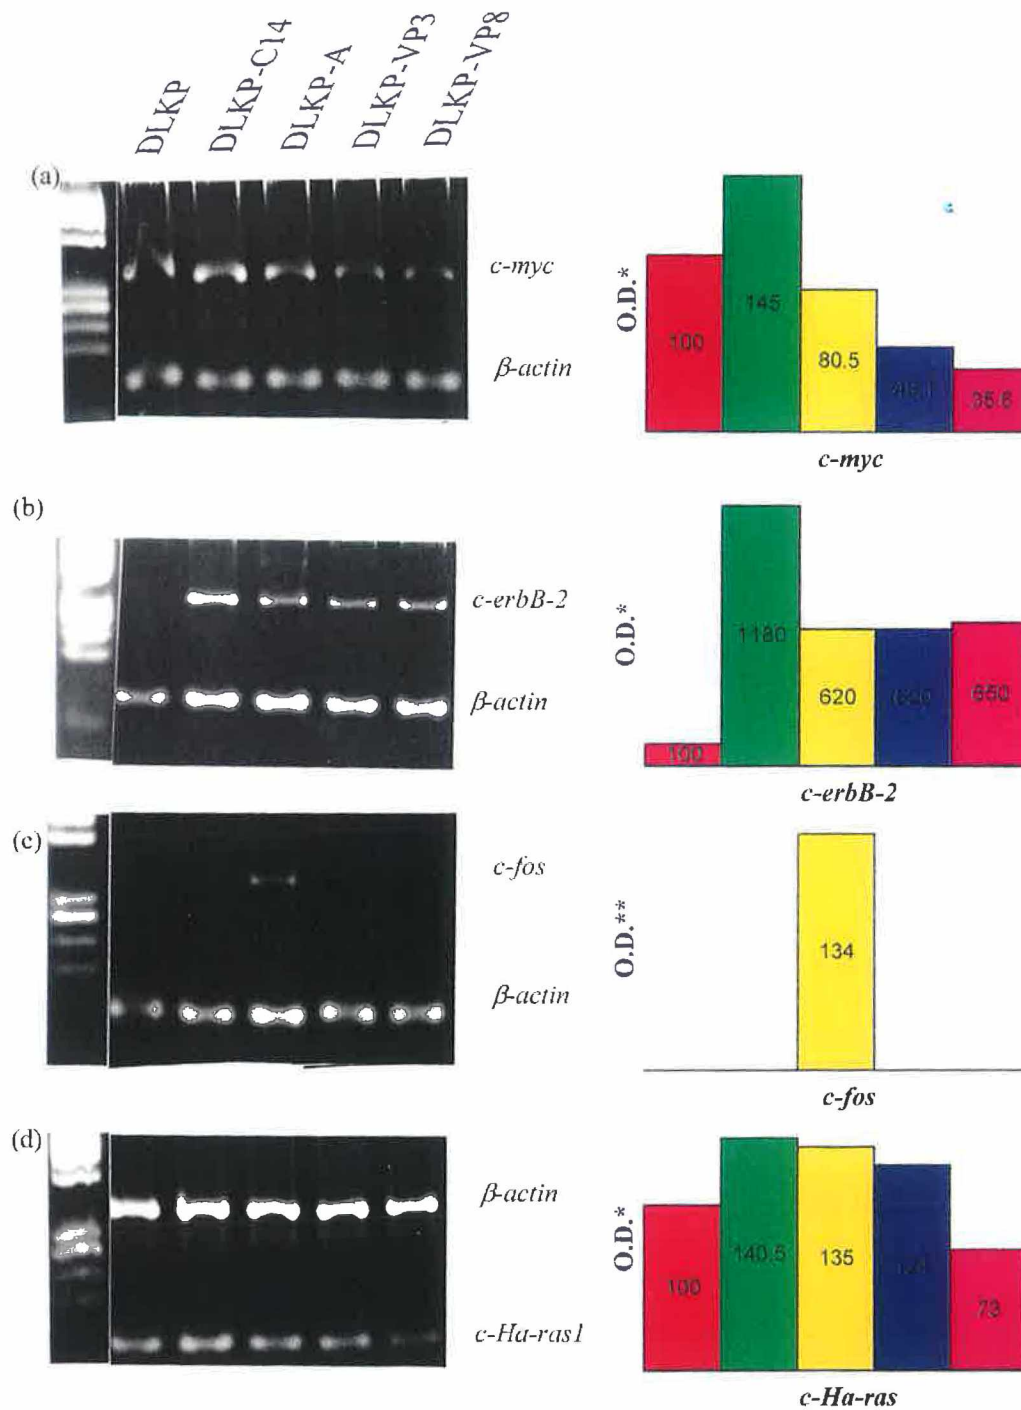 DLKP
DLKP-C14
DLKP-A
DLKP-VP3
DLKP-VP8
(a)
c-myc
β-actin
O.D.*
100
145
80.5
35.6
c-myc
(b)
c-erbB-2
β-actin
O.D.*
100
1180
620
650
c-erbB-2
(c)
c-fos
β-actin
O.D.**
134
c-fos
(d)
β-actin
c-Ha-ras1
O.D.*
100
140.5
135
73
c-Ha-ras